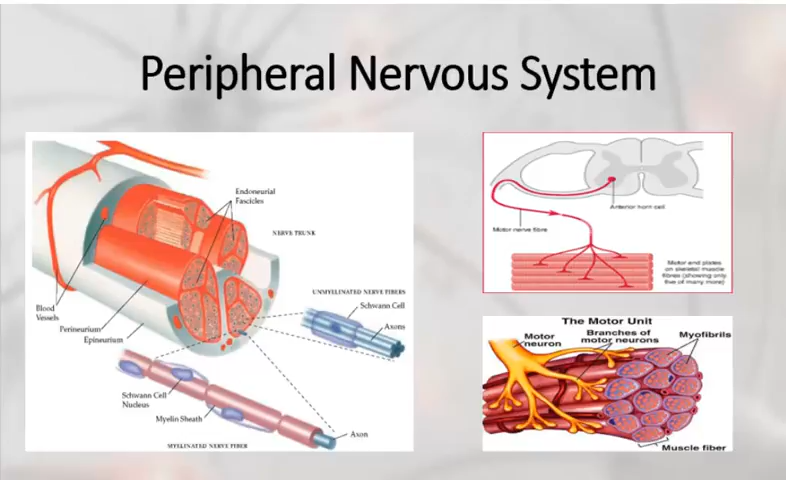 Peripheral Nervous System
Endoneurial
Fascicles
NERVE TRUNK
UNMYELINATED NERVE FIBERS
Schwann Cell
Axons
Blood
Vessels
Perineurium
Epineurium
Schwann Cell
Nucleus
Myelin Sheath
Axon
MYELINATED NERVE FIBER
Anterior horn cell
Motor nerve fibre
Motor end plates
on skeletal muscle
fibres (showing only
five of many more)
The Motor Unit
Motor
neuron
Branches of
motor neurons
Myofibrils
Muscle fiber